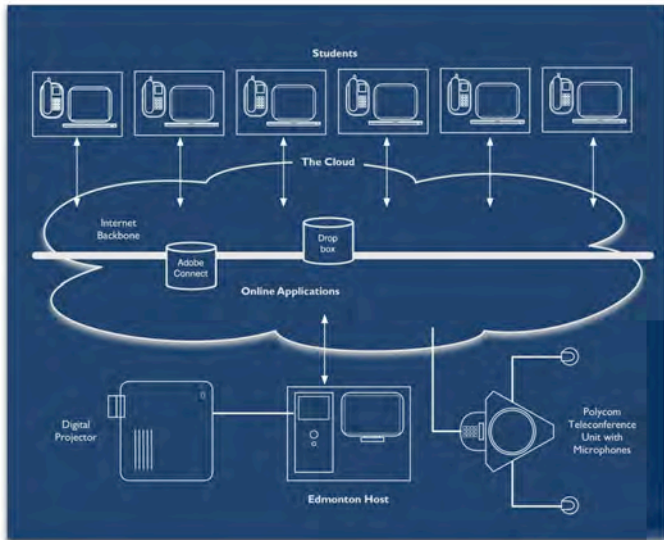 Students
The Cloud
Internet
Backbone
Drop
box
Adobe
Connect
Online Applications
Digital
Projector
Polycom
Teleconference
Unit with
Microphones
Edmonton Host